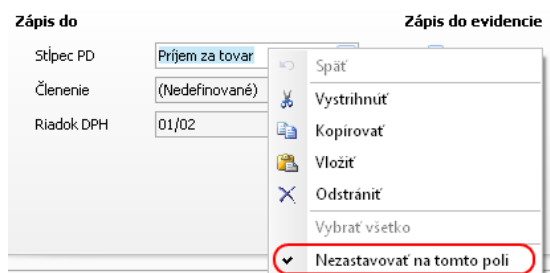 Zápis do
Zápis do evidencie
Stĺpec PD
Príjem za tovar
Členenie
(Nedefinované)
Riadok DPH
01/02
Späť
Vystrihnúť
Kopírovať
Vložiť
Odstrániť
Vybrať všetko
Nezastavovať na tomto poli